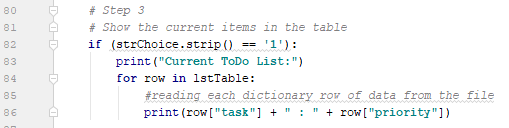 80 # Step 3
81 # Show the current items in the table
82 if (strChoice.strip() == '1'):
83 print("Current ToDo List:")
84 for row in lstTable:
85 #reading each dictionary row of data from the file
86 print(row["task"] + " : " + row["priority"])